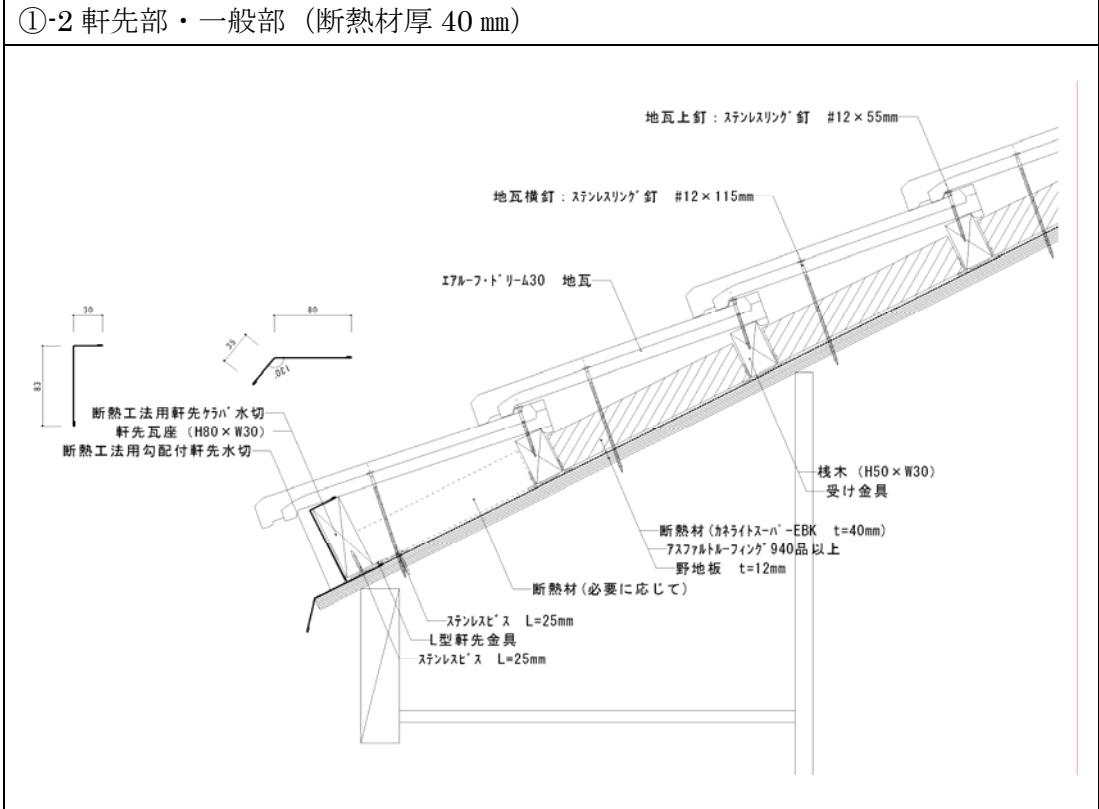 ①-2 軒先部・一般部（断熱材厚 40 ㎜）
地瓦上釘：ｽﾃﾝﾚｽﾘﾝｸﾞ釘 #12×55mm
地瓦横釘：ｽﾃﾝﾚｽﾘﾝｸﾞ釘 #12×115mm
ｴｱﾙｰﾌ・ﾄﾞﾘｰﾑ30 地瓦
30
80
35
130°
83
断熱工法用軒先ｹﾗﾊﾞ水切
軒先瓦座（H80×W30）
断熱工法用勾配付軒先水切
桟木（H50×W30）
受け金具
断熱材(ｶﾈﾗｲﾄｽｰﾊﾟｰEBK t=40mm)
ｱｽﾌｧﾙﾄﾙｰﾌｨﾝｸﾞ940品以上
野地板 t=12mm
断熱材(必要に応じて)
ｽﾃﾝﾚｽﾋﾞｽ L=25mm
L型軒先金具
ｽﾃﾝﾚｽﾋﾞｽ L=25mm